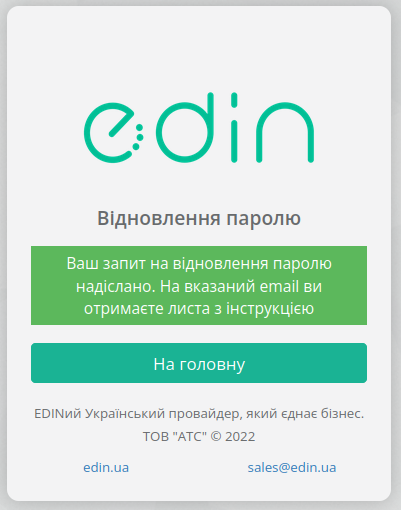 edin
Відновлення паролю
Ваш запит на відновлення паролю
надіслано. На вказаний email ви
отримаєте листа з інструкцією
На головну
EDINий Український провайдер, який єднає бізнес.
ТОВ "АТС" © 2022
edin.ua sales@edin.ua